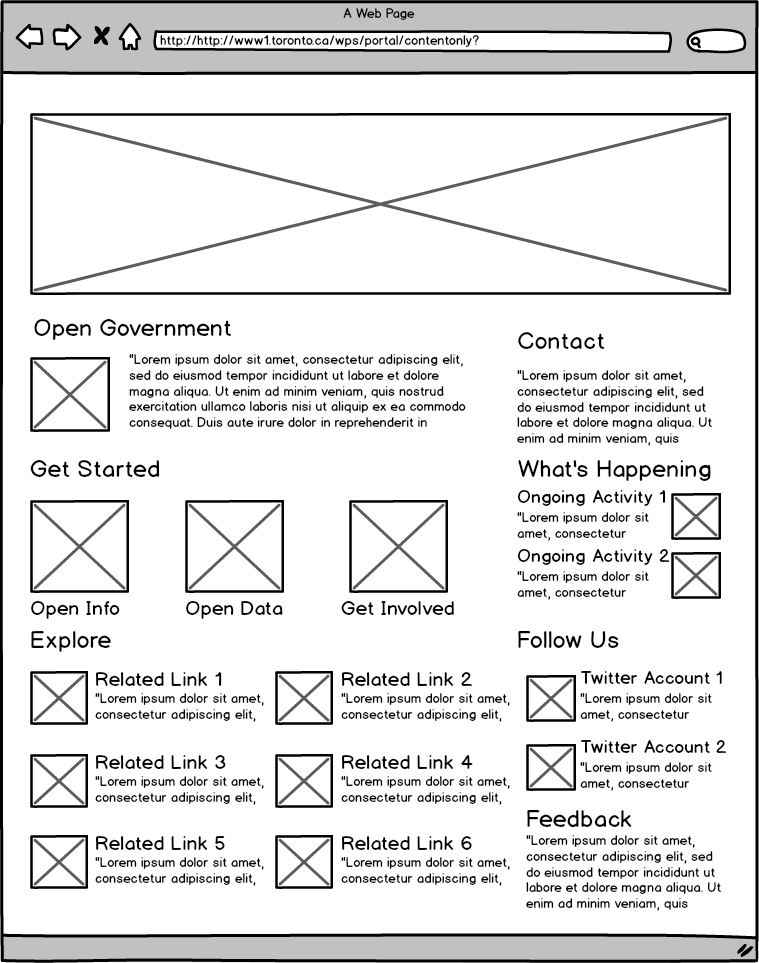 A Web Page
http://http://www1.toronto.ca/wps/portal/contentonly?
Open Government
"Lorem ipsum dolor sit amet, consectetur adipiscing elit,
sed do eiusmod tempor incididunt ut labore et dolore
magna aliqua. Ut enim ad minim veniam, quis nostrud
exercitation ullamco laboris nisi ut aliquip ex ea commodo
consequat. Duis aute irure dolor in reprehenderit in
Get Started
Open Info
Open Data
Get Involved
Explore
Related Link 1
"Lorem ipsum dolor sit amet,
consectetur adipiscing elit,
Related Link 2
"Lorem ipsum dolor sit amet,
consectetur adipiscing elit,
Related Link 3
"Lorem ipsum dolor sit amet,
consectetur adipiscing elit,
Related Link 4
"Lorem ipsum dolor sit amet,
consectetur adipiscing elit,
Related Link 5
"Lorem ipsum dolor sit amet,
consectetur adipiscing elit,
Related Link 6
"Lorem ipsum dolor sit amet,
consectetur adipiscing elit,
Contact
"Lorem ipsum dolor sit amet,
consectetur adipiscing elit, sed
do eiusmod tempor incididunt ut
labore et dolore magna aliqua. Ut
enim ad minim veniam, quis
What's Happening
Ongoing Activity 1
"Lorem ipsum dolor sit
amet, consectetur
Ongoing Activity 2
"Lorem ipsum dolor sit
amet, consectetur
Follow Us
Twitter Account 1
"Lorem ipsum dolor sit
amet, consectetur
Twitter Account 2
"Lorem ipsum dolor sit
amet, consectetur
Feedback
"Lorem ipsum dolor sit amet,
consectetur adipiscing elit, sed
do eiusmod tempor incididunt ut
labore et dolore magna aliqua. Ut
enim ad minim veniam, quis